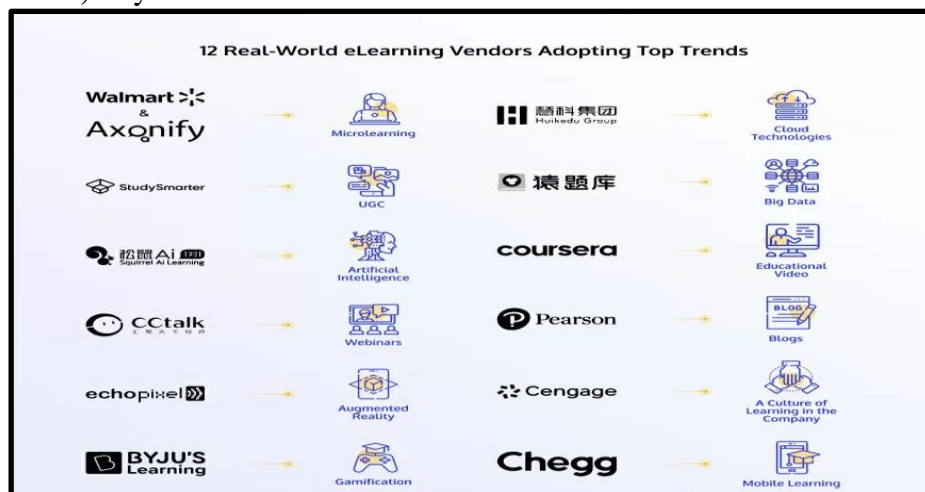 12 Real-World eLearning Vendors Adopting Top Trends
Walmart
&
Axonify
Microlearning
慧科集团
Huikedu Group
Cloud
Technologies
StudySmarter
UGC
猿题库
Big Data
松鼠Ai 1对1
Squirrel Ai Learning
Artificial
Intelligence
coursera
Educational
Video
CCtalk
Webinars
Pearson
BLOG
Blogs
echopixel
Augmented
Reality
Cengage
A Culture of
Learning in the
Company
BYJU'S
Learning
Gamification
Chegg
Mobile Learning